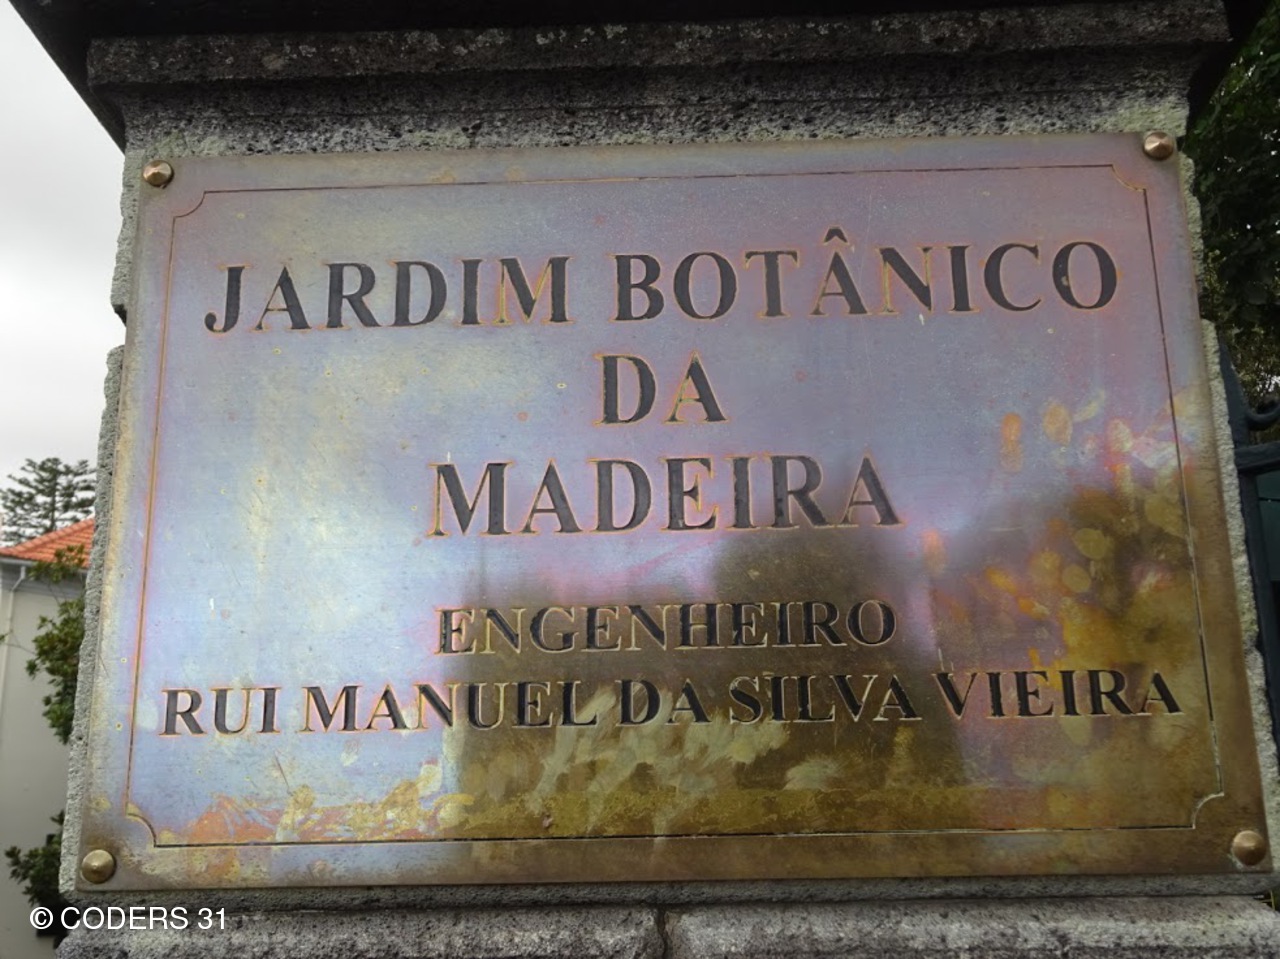 JARDIM BOTÂNICO
DA
MADEIRA
ENGENHEIRO
RUI MANUEL DA SILVA VIEIRA
© CODERS 31